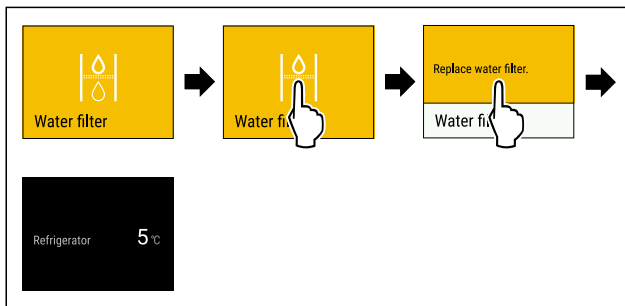 Water filter
Water fi
Replace water filter.
Water fi
Refrigerator 5 °C